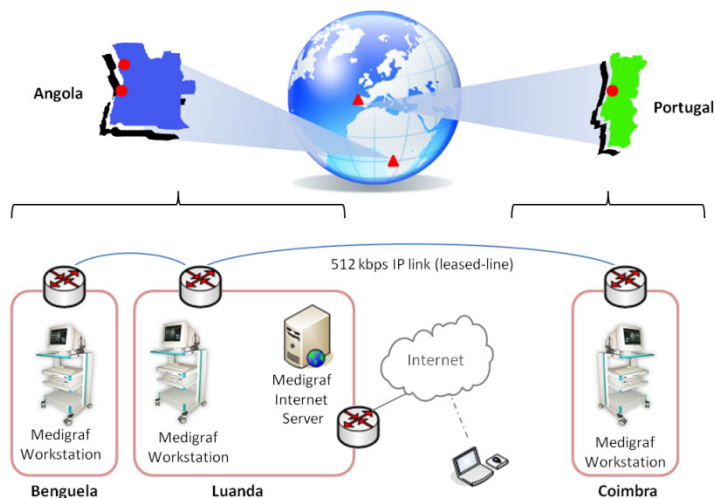 Angola
Portugal
512 kbps IP link (leased-line)
Internet
Medigraf
Internet
Server
Medigraf
Workstation
Medigraf
Workstation
Medigraf
Workstation
Benguela
Luanda
Coimbra